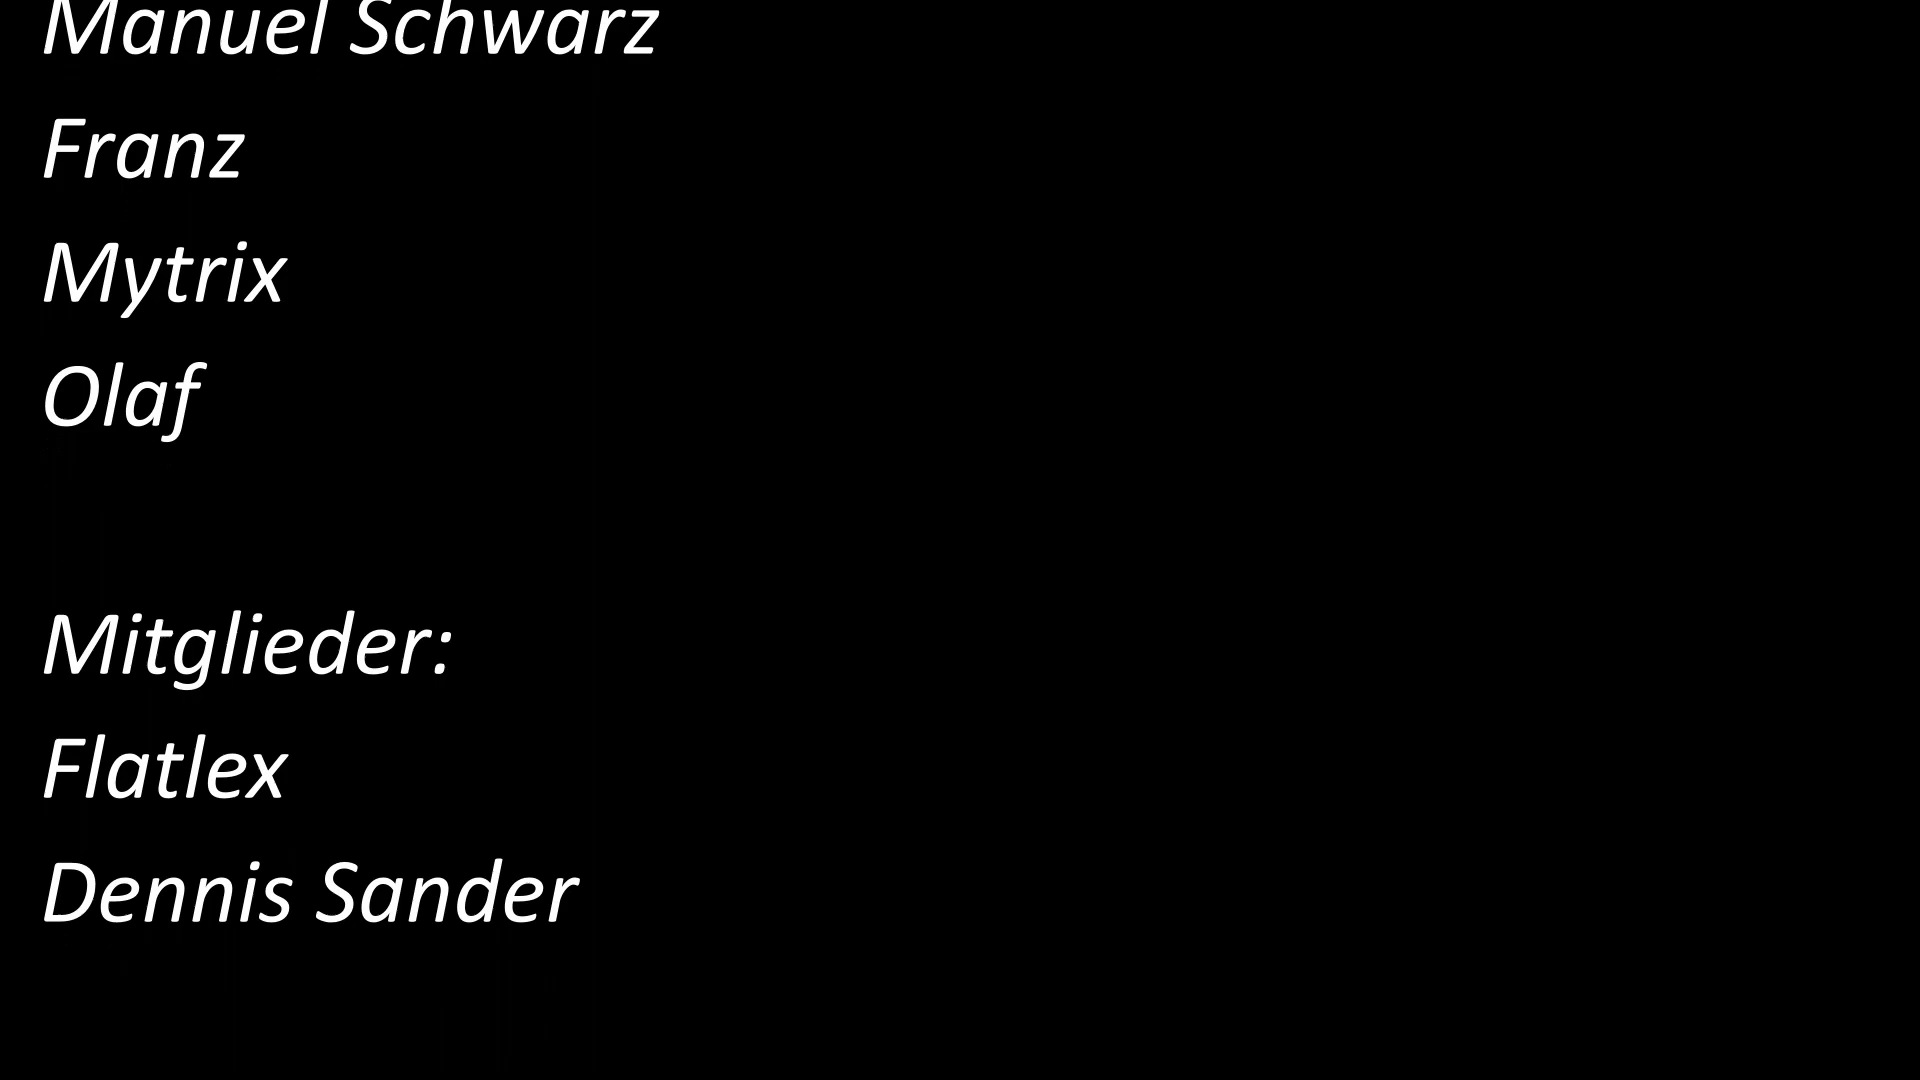 Manuel Schwarz
Franz
Mytrix
Olaf
Mitglieder:
Flatlex
Dennis Sander